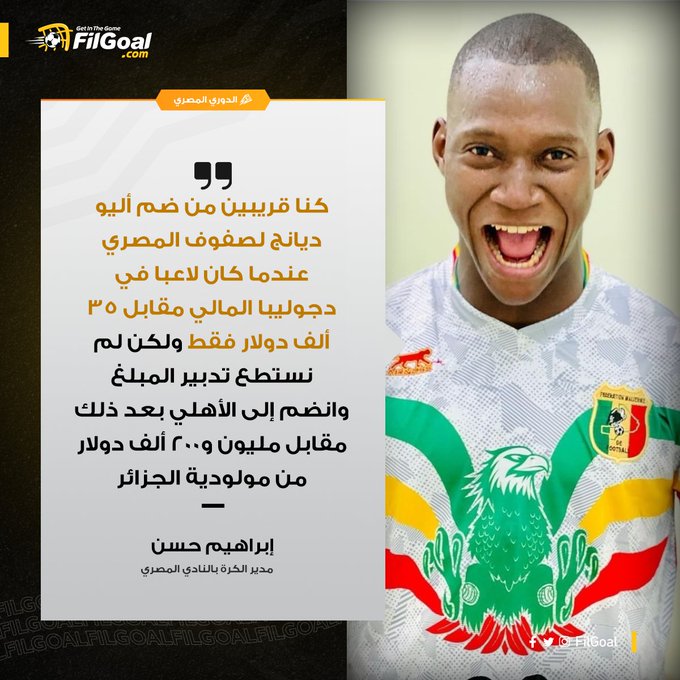 Get In The Game
FilGoal
.com
الدوري المصري
كنا قريبين من ضم أليو
ديانج لصفوف المصري
عندما كان لاعبا في
دجوليبا المالي مقابل ٣٥
ألف دولار فقط ولكن لم
نستطع تدبير المبلغ
وانضم إلى الأهلي بعد ذلك
مقابل مليون و٢٠٠ ألف دولار
من مولودية الجزائر
إبراهيم حسن
مدير الكرة بالنادي المصري
FEDERATION MALIENNE
DE
FOOTBALL
FILGOALFILGOALFILGOALFILGOAL
FilGoal